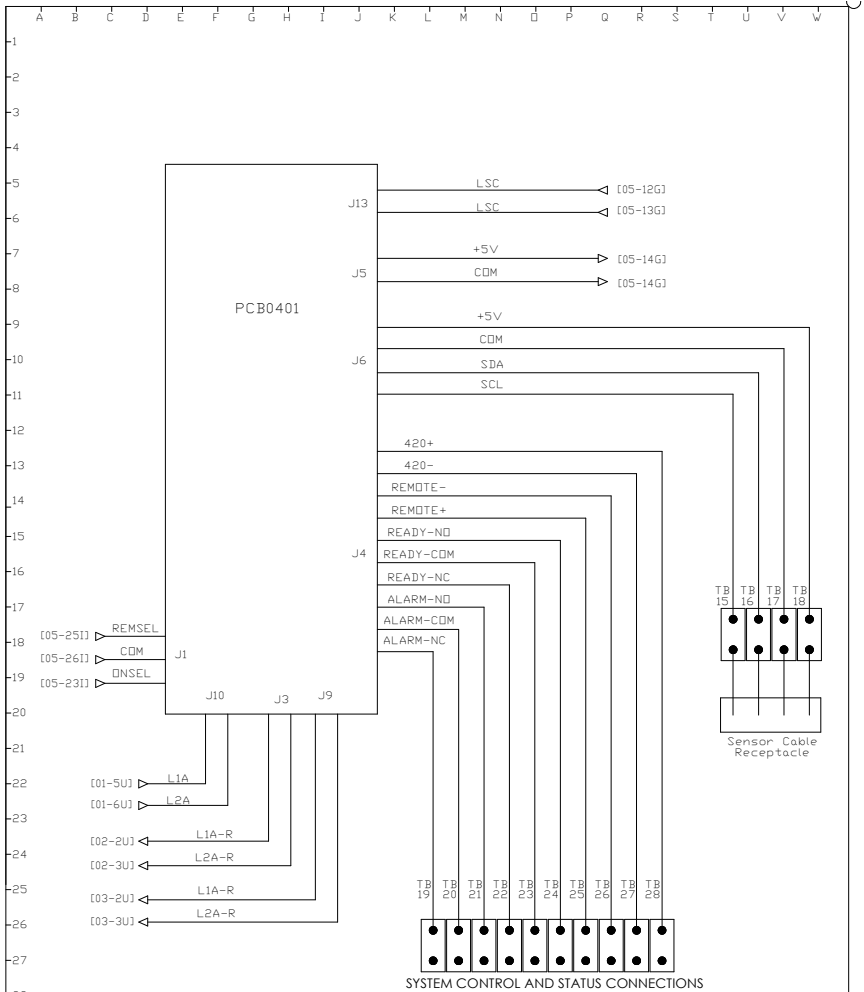 A B C D E F G H I J K L M N O P Q R S T U V W
1
2
3
4
5
6
7
8
9
10
11
12
13
14
15
16
17
18
19
20
21
22
23
24
25
26
27
LSC [05-12G]
J13
LSC [05-13G]
+5V [05-14G]
J5
COM [05-14G]
PCB0401
+5V
COM
J6
SDA
SCL
420+
420-
REMOTE-
REMOTE+
READY-NO
J4
READY-COM
READY-NC
ALARM-NO
ALARM-COM
ALARM-NC
TB 15
TB 16
TB 17
TB 18
[05-25I] REMSEL
[05-26I] COM
J1
[05-23I] ONSEL
J10 J3 J9
Sensor Cable
Receptacle
[01-5U] L1A
[01-6U] L2A
[02-2U] L1A-R
[02-3U] L2A-R
[03-2U] L1A-R
[03-3U] L2A-R
TB 19
TB 20
TB 21
TB 22
TB 23
TB 24
TB 25
TB 26
TB 27
TB 28
SYSTEM CONTROL AND STATUS CONNECTIONS